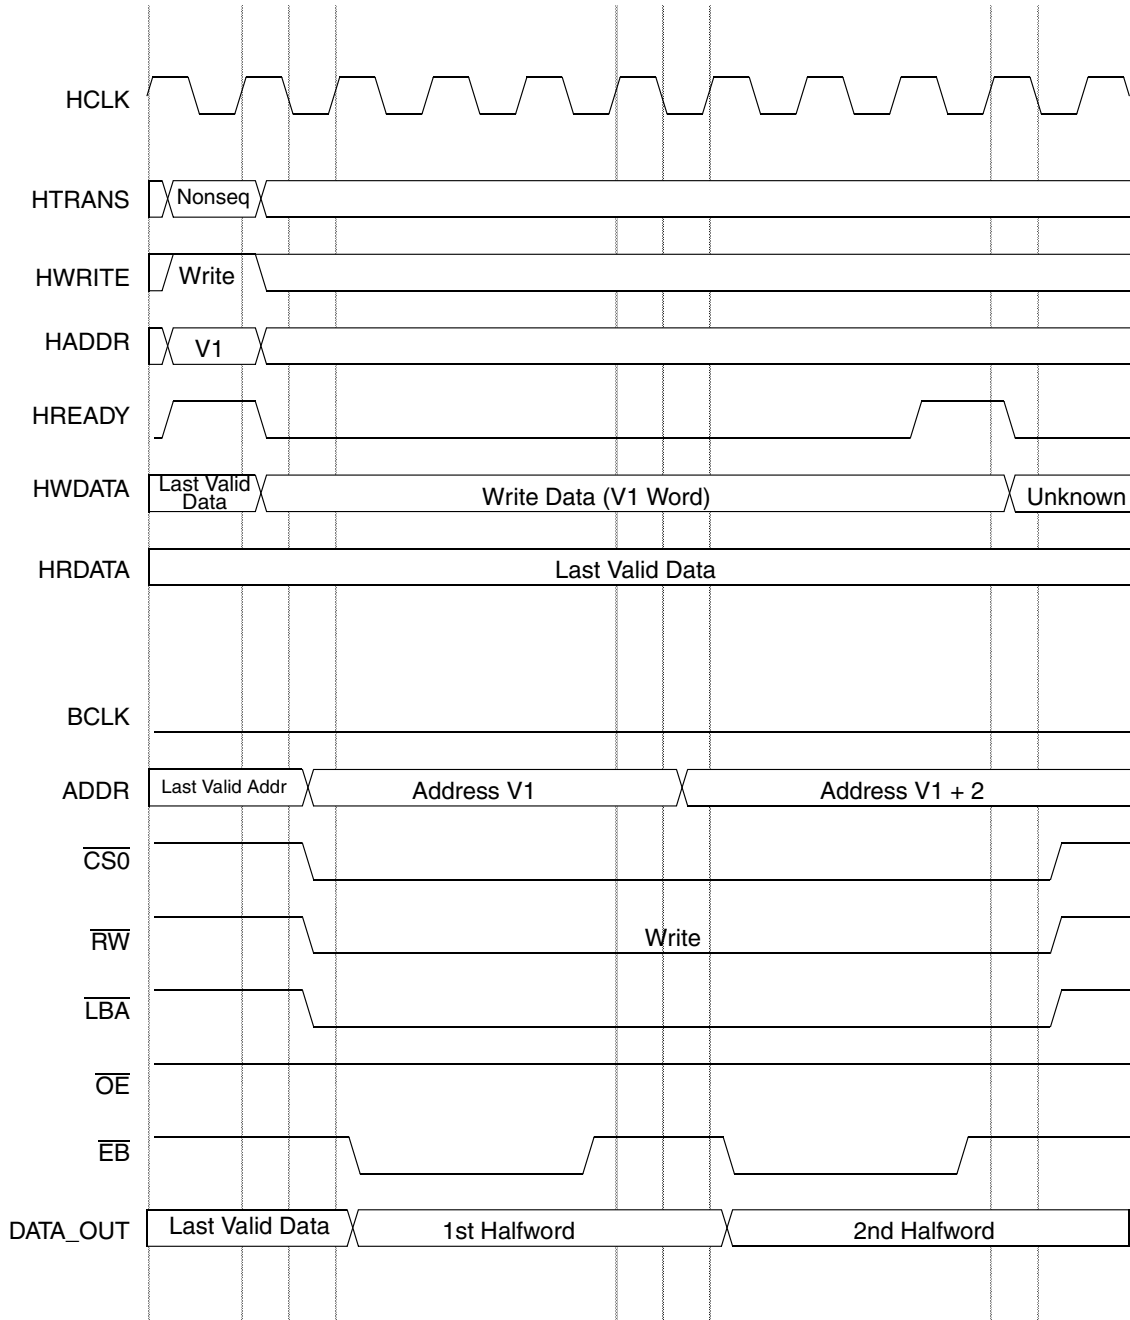 HCLK
HTRANS
Nonseq
HWRITE
Write
HADDR
V1
HREADY
HWDATA
Last Valid
Data
Write Data (V1 Word)
Unknown
HRDATA
Last Valid Data
BCLK
ADDR
Last Valid Addr
Address V1
Address V1 + 2
CS0
RW
Write
LBA
OE
EB
DATA_OUT
Last Valid Data
1st Halfword
2nd Halfword